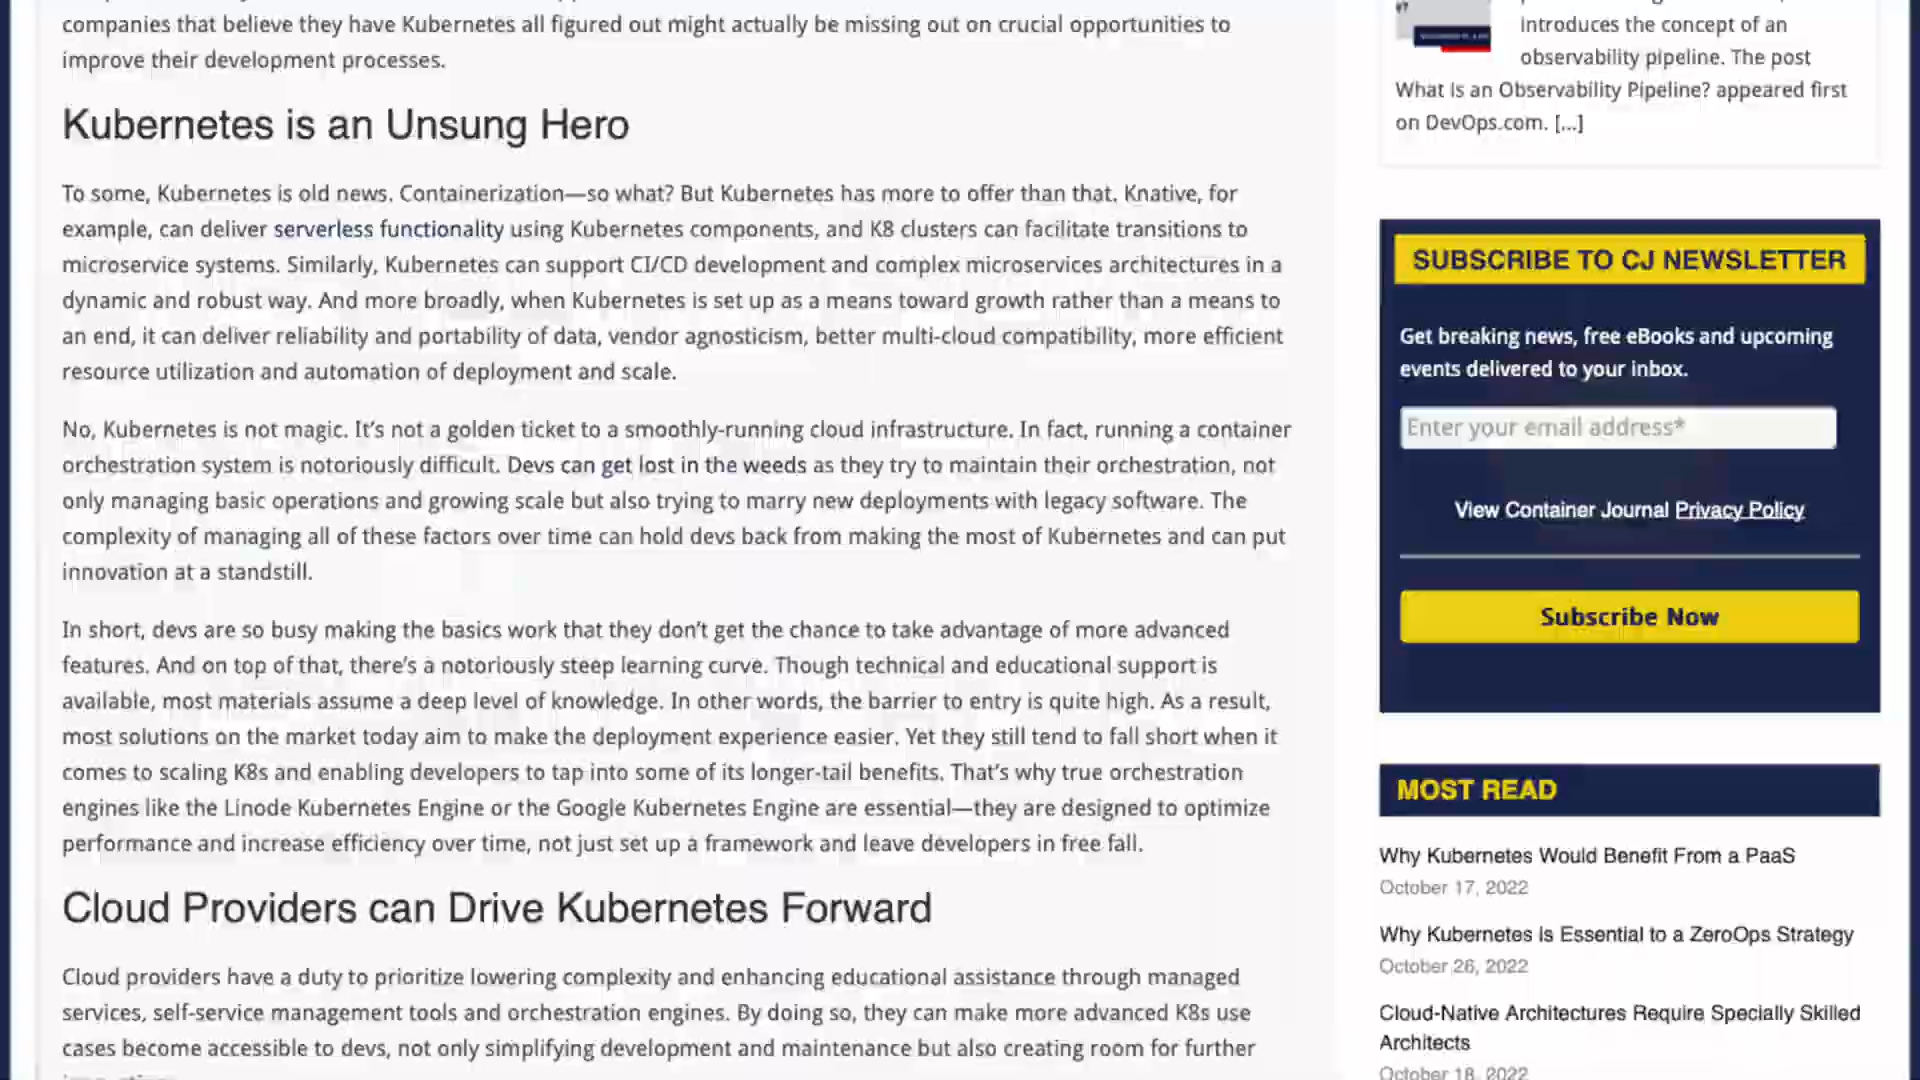 companies that believe they have Kubernetes all figured out might actually be missing out on crucial opportunities to
improve their development processes.
Kubernetes is an Unsung Hero
To some, Kubernetes is old news. Containerization—so what? But Kubernetes has more to offer than that. Knative, for
example, can deliver serverless functionality using Kubernetes components, and K8 clusters can facilitate transitions to
microservice systems. Similarly, Kubernetes can support CI/CD development and complex microservices architectures in a
dynamic and robust way. And more broadly, when Kubernetes is set up as a means toward growth rather than a means to
an end, it can deliver reliability and portability of data, vendor agnosticism, better multi-cloud compatibility, more efficient
resource utilization and automation of deployment and scale.
No, Kubernetes is not magic. It’s not a golden ticket to a smoothly-running cloud infrastructure. In fact, running a container
orchestration system is notoriously difficult. Devs can get lost in the weeds as they try to maintain their orchestration, not
only managing basic operations and growing scale but also trying to marry new deployments with legacy software. The
complexity of managing all of these factors over time can hold devs back from making the most of Kubernetes and can put
innovation at a standstill.
In short, devs are so busy making the basics work that they don’t get the chance to take advantage of more advanced
features. And on top of that, there’s a notoriously steep learning curve. Though technical and educational support is
available, most materials assume a deep level of knowledge. In other words, the barrier to entry is quite high. As a result,
most solutions on the market today aim to make the deployment experience easier. Yet they still tend to fall short when it
comes to scaling K8s and enabling developers to tap into some of its longer-tail benefits. That’s why true orchestration
engines like the Linode Kubernetes Engine or the Google Kubernetes Engine are essential—they are designed to optimize
performance and increase efficiency over time, not just set up a framework and leave developers in free fall.
Cloud Providers can Drive Kubernetes Forward
Cloud providers have a duty to prioritize lowering complexity and enhancing educational assistance through managed
services, self-service management tools and orchestration engines. By doing so, they can make more advanced K8s use
cases become accessible to devs, not only simplifying development and maintenance but also creating room for further
introduces the concept of an
observability pipeline. The post
What Is an Observability Pipeline? appeared first
on DevOps.com. [...]
SUBSCRIBE TO CJ NEWSLETTER
Get breaking news, free eBooks and upcoming
events delivered to your inbox.
Enter your email address*
View Container Journal Privacy Policy
Subscribe Now
MOST READ
Why Kubernetes Would Benefit From a PaaS
October 17, 2022
Why Kubernetes Is Essential to a ZeroOps Strategy
October 26, 2022
Cloud-Native Architectures Require Specially Skilled
Architects
October 18, 2022